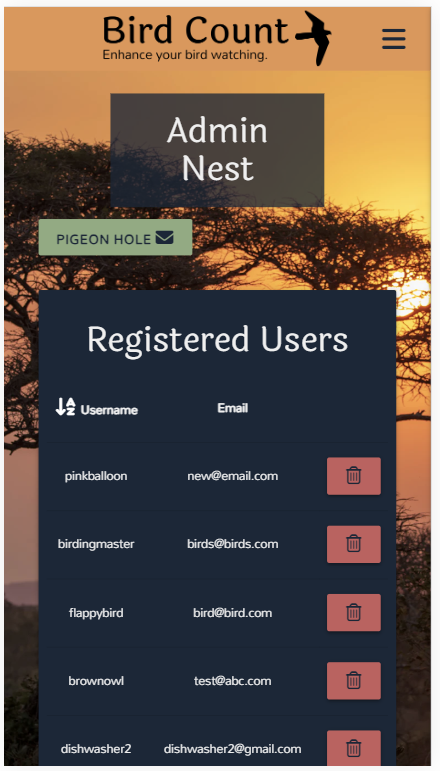 Bird Count
Enhance your bird watching.
Admin
Nest
PIGEON HOLE
Registered Users
Username Email
pinkballoon new@email.com
birdingmaster birds@birds.com
flappybird bird@bird.com
brownowl test@abc.com
dishwasher2 dishwasher2@gmail.com